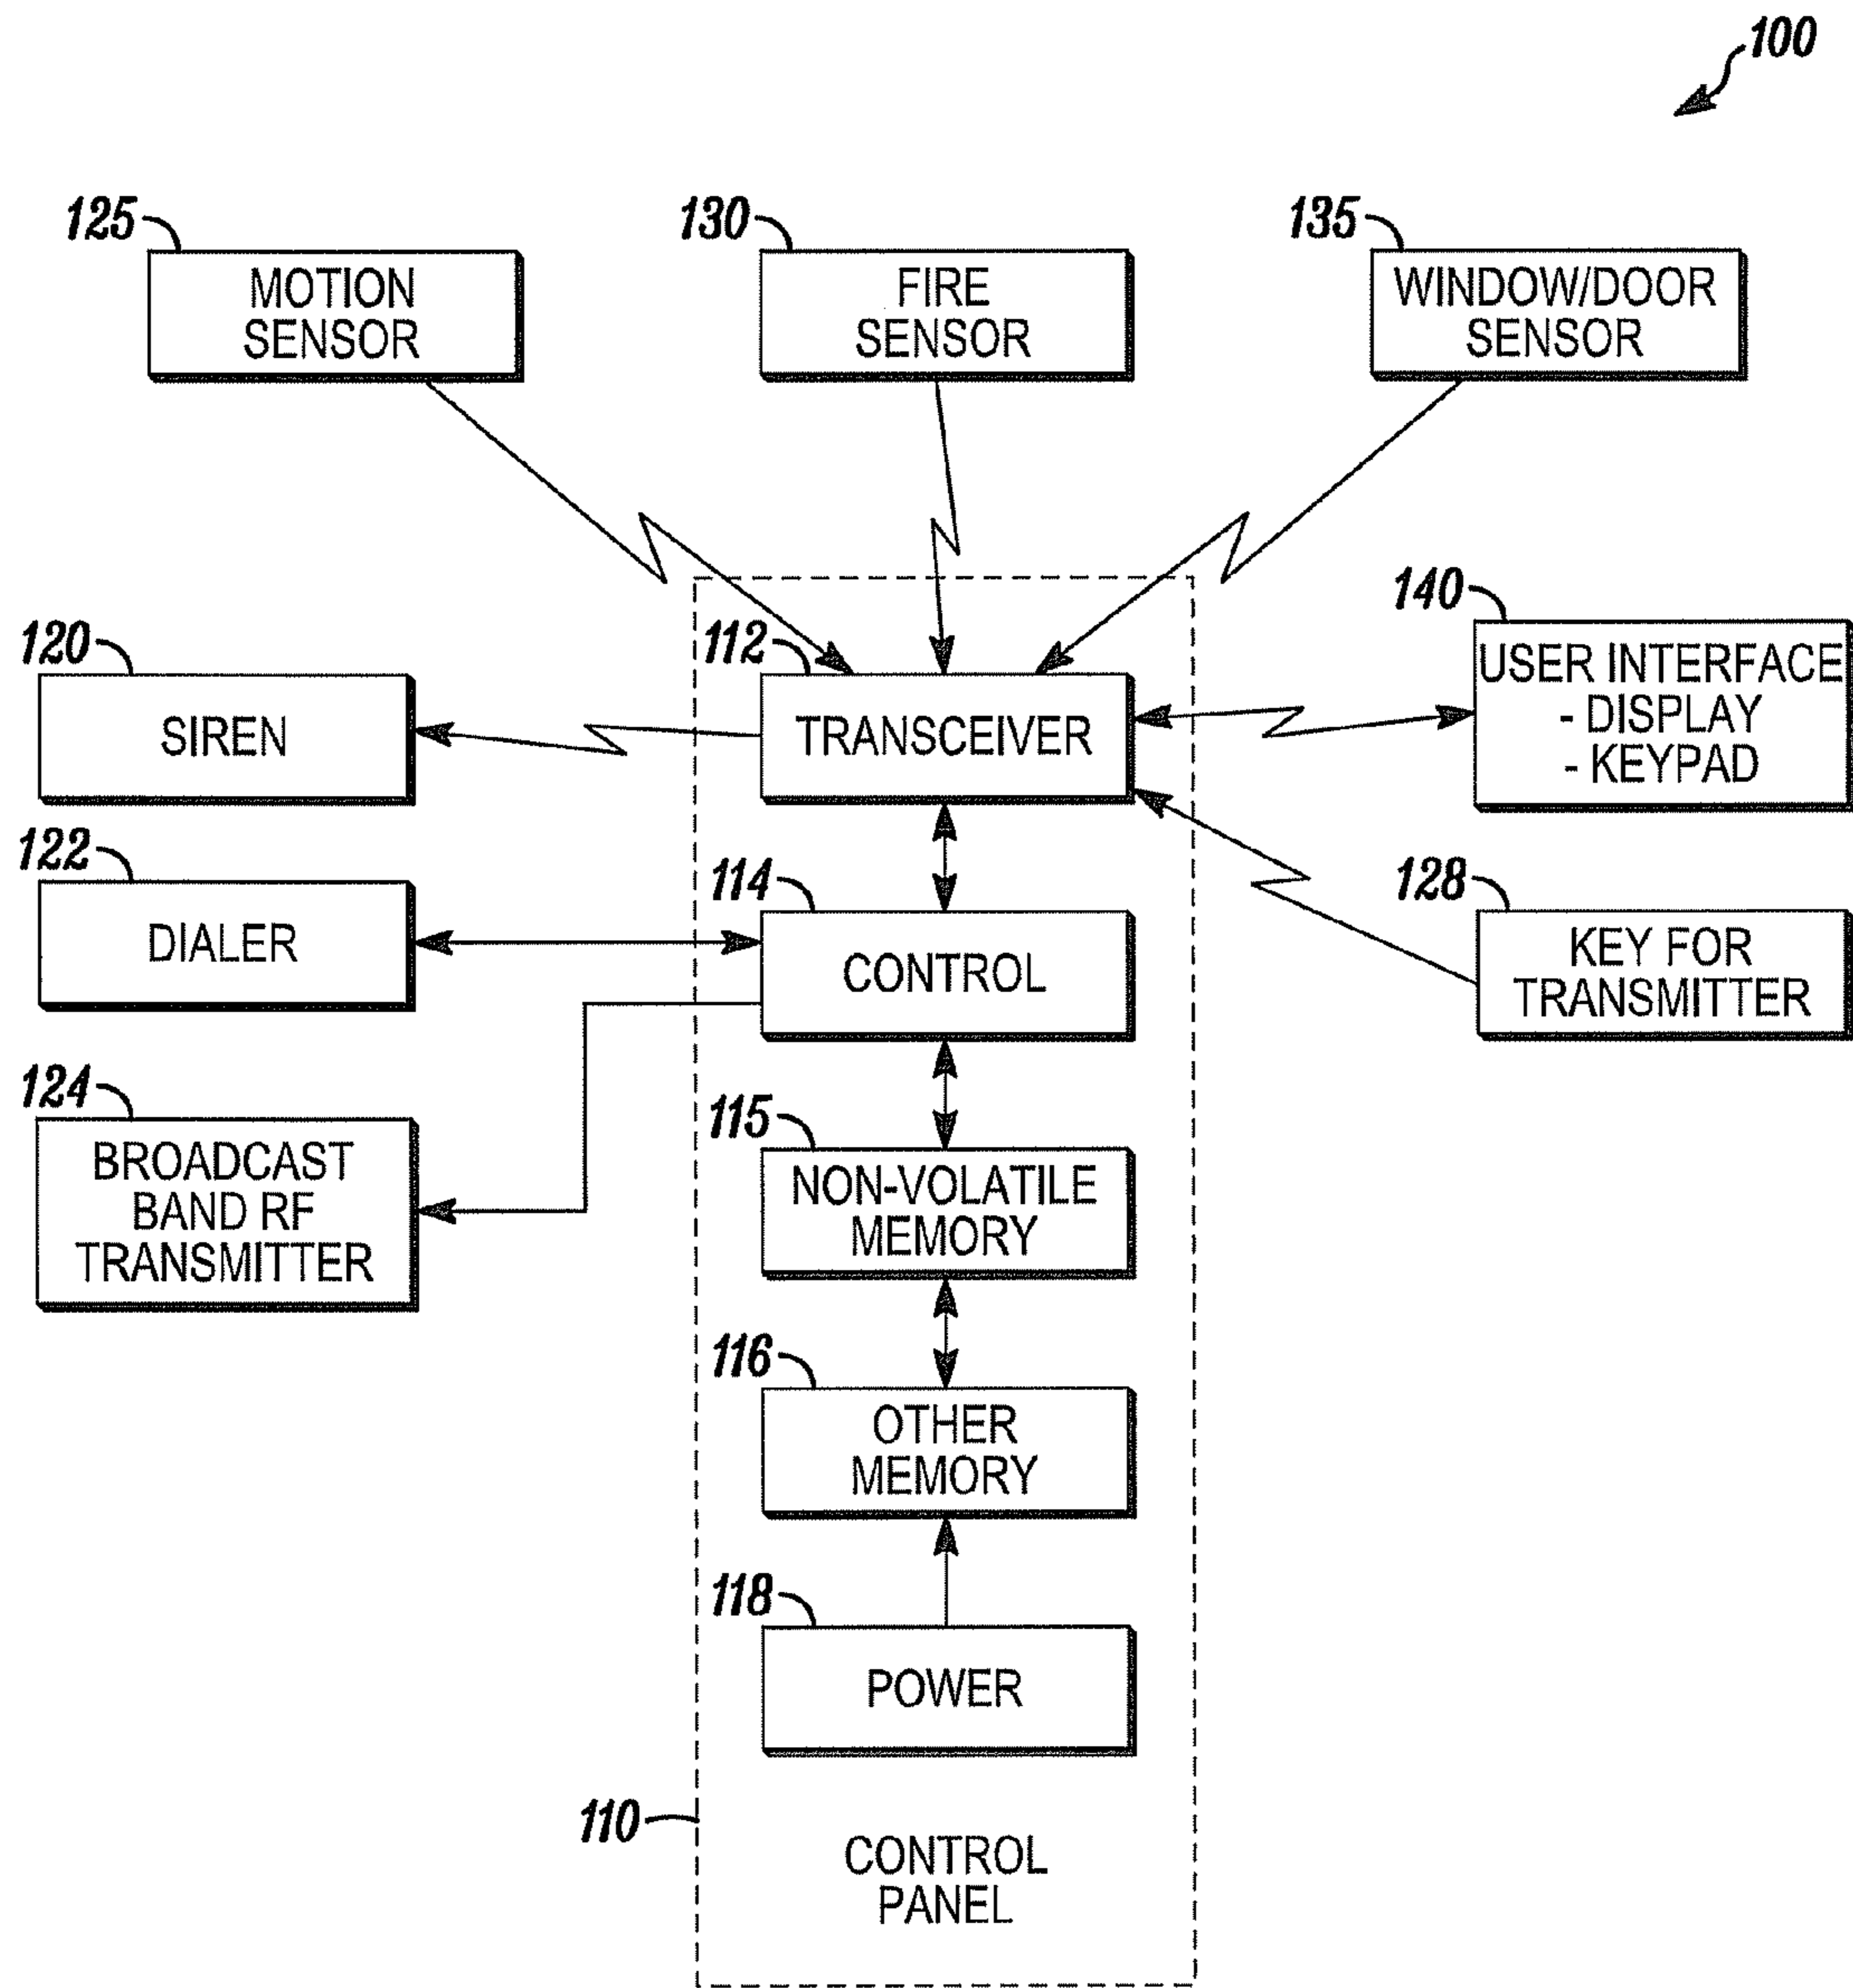 100
125
MOTION
SENSOR
130
FIRE
SENSOR
135
WINDOW/DOOR
SENSOR
120
SIREN
112
TRANSCEIVER
140
USER INTERFACE
- DISPLAY
- KEYPAD
122
DIALER
114
CONTROL
128
KEY FOR
TRANSMITTER
124
BROADCAST
BAND RF
TRANSMITTER
115
NON-VOLATILE
MEMORY
116
OTHER
MEMORY
118
POWER
110
CONTROL
PANEL